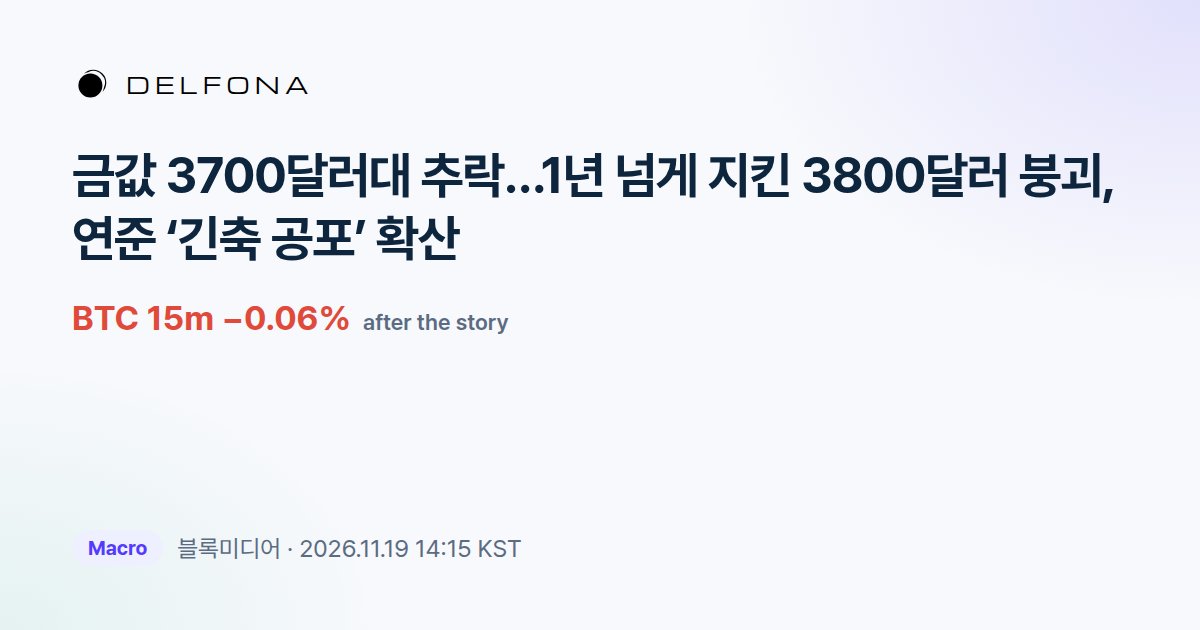 DELFONA
금값 3700달러대 추락…1년 넘게 지킨 3800달러 붕괴,
연준 ‘긴축 공포’ 확산
BTC 15m −0.06% after the story
Macro 블록미디어 · 2026.11.19 14:15 KST